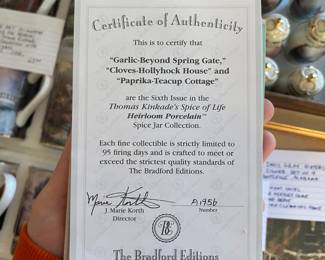 Certificate of Authenticity
This is to certify that
"Garlic-Beyond Spring Gate,"
"Cloves-Hollyhock House" and
"Paprika-Teacup Cottage"
are the Sixth Issue in the
Thomas Kinkade's Spice of Life
Heirloom Porcelain™
Spice Jar Collection.
Each fine collectible is strictly limited to
95 firing days and is crafted to meet or
exceed the strictest quality standards of
The Bradford Editions.
Marie Korth
A1956
J. Marie Korth
Number
Director
The Bradford Editions